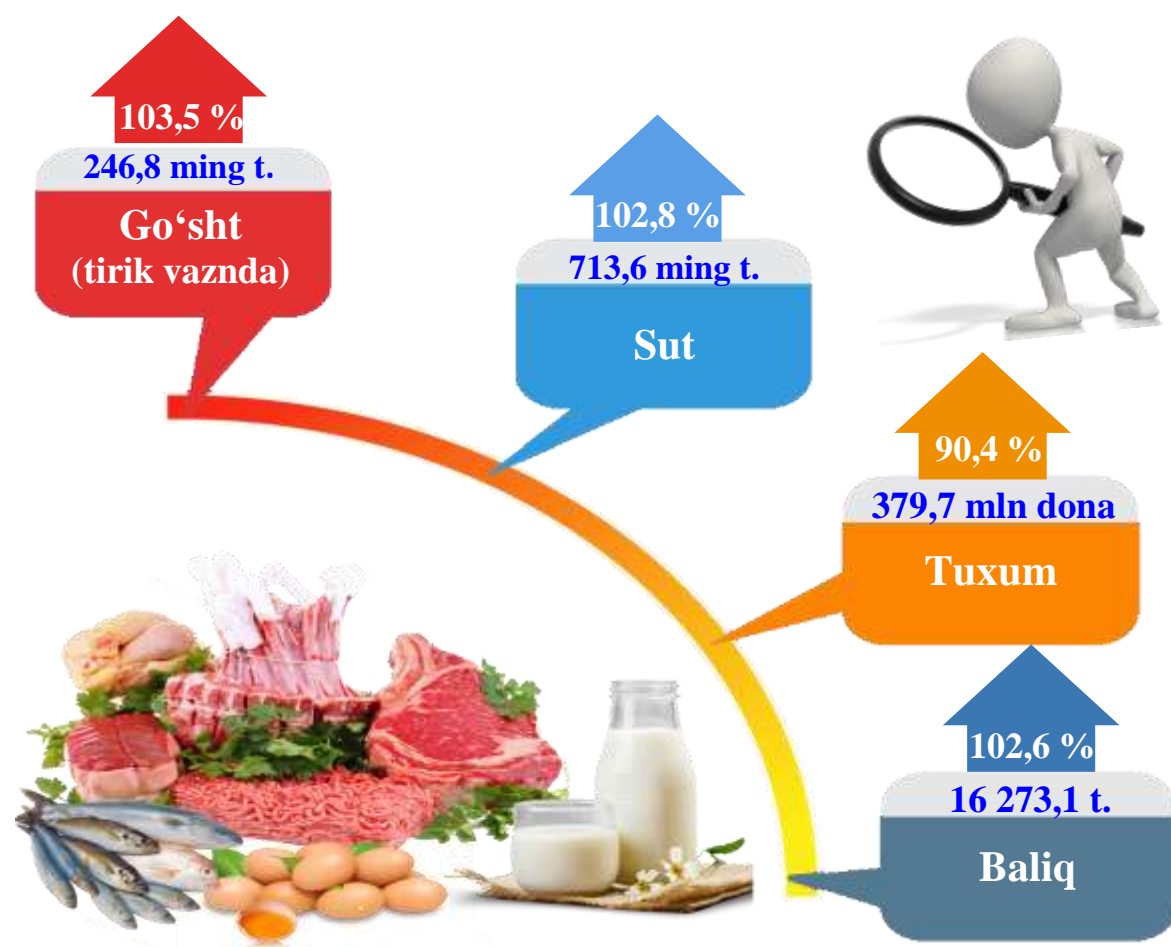 103,5 %
246,8 ming t.
Go‘sht
(tirik vaznda)
102,8 %
713,6 ming t.
Sut
90,4 %
379,7 mln dona
Tuxum
102,6 %
16 273,1 t.
Baliq